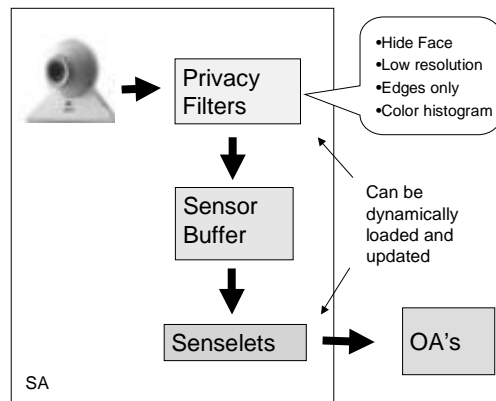 Privacy
Filters
•Hide Face
•Low resolution
•Edges only
•Color histogram
Sensor
Buffer
Can be
dynamically
loaded and
updated
Senselets
OA's
SA